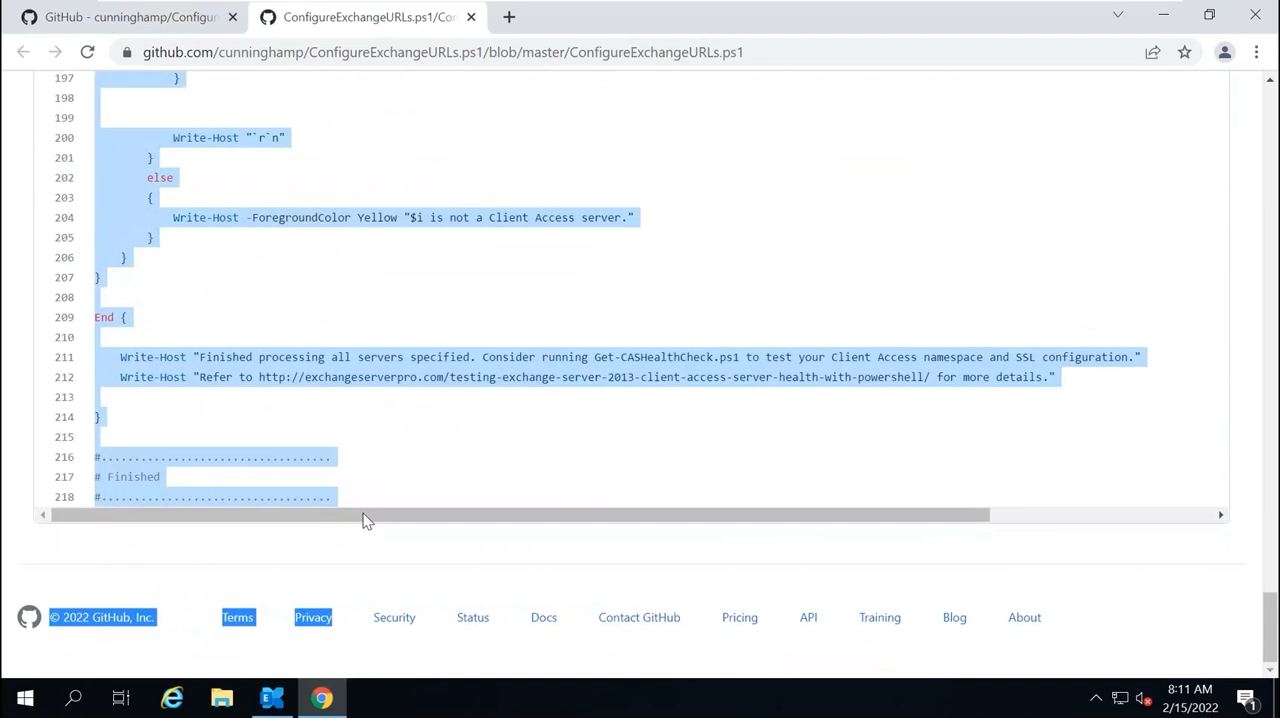 GitHub - cunninghamp/Configur
ConfigureExchangeURLs.ps1/Con
github.com/cunninghamp/ConfigureExchangeURLs.ps1/blob/master/ConfigureExchangeURLs.ps1
197 }
198
199
200 Write-Host "`r`n"
201 }
202 else
203 {
204 Write-Host -ForegroundColor Yellow "$i is not a Client Access server."
205 }
206 }
207 }
208
209 End {
210
211 Write-Host "Finished processing all servers specified. Consider running Get-CASHealthCheck.ps1 to test your Client Access namespace and SSL configuration."
212 Write-Host "Refer to http://exchangeserverpro.com/testing-exchange-server-2013-client-access-server-health-with-powershell/ for more details."
213
214 }
215
216 #...................................
217 # Finished
218 #...................................
© 2022 GitHub, Inc. Terms Privacy Security Status Docs Contact GitHub Pricing API Training Blog About
8:11 AM
2/15/2022
1